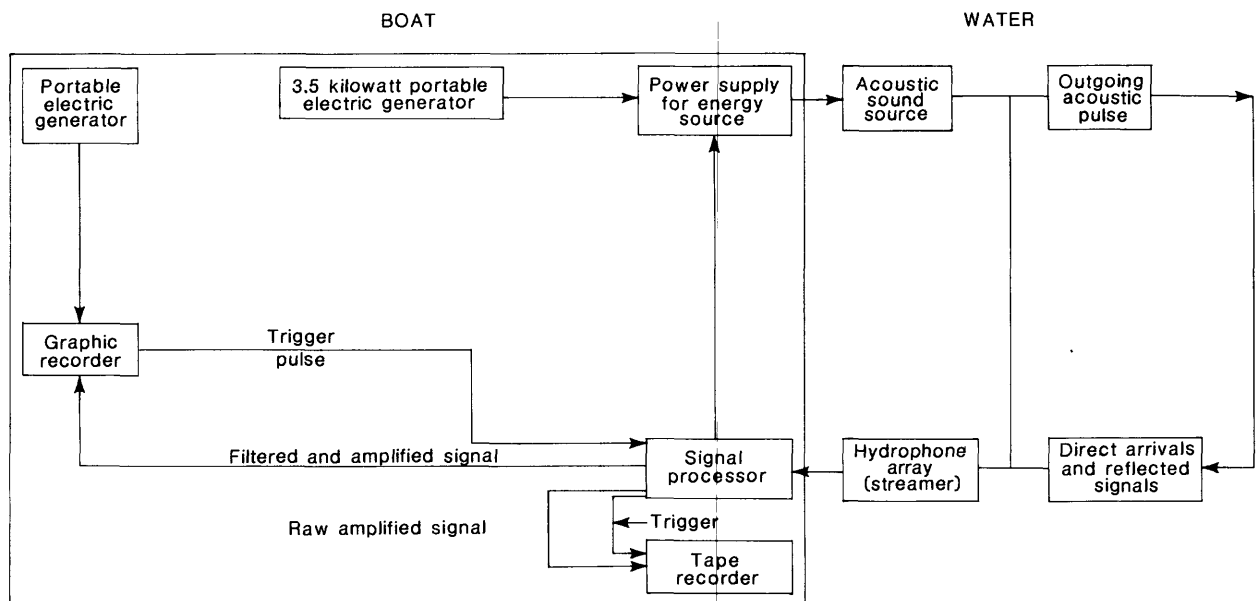 BOAT
WATER
Portable
electric
generator
3.5 kilowatt portable
electric generator
Power supply
for energy
source
Acoustic
sound
source
Outgoing
acoustic
pulse
Graphic
recorder
Trigger
pulse
Filtered and amplified signal
Signal
processor
Hydrophone
array
(streamer)
Direct arrivals
and reflected
signals
Raw amplified signal
Trigger
Tape
recorder